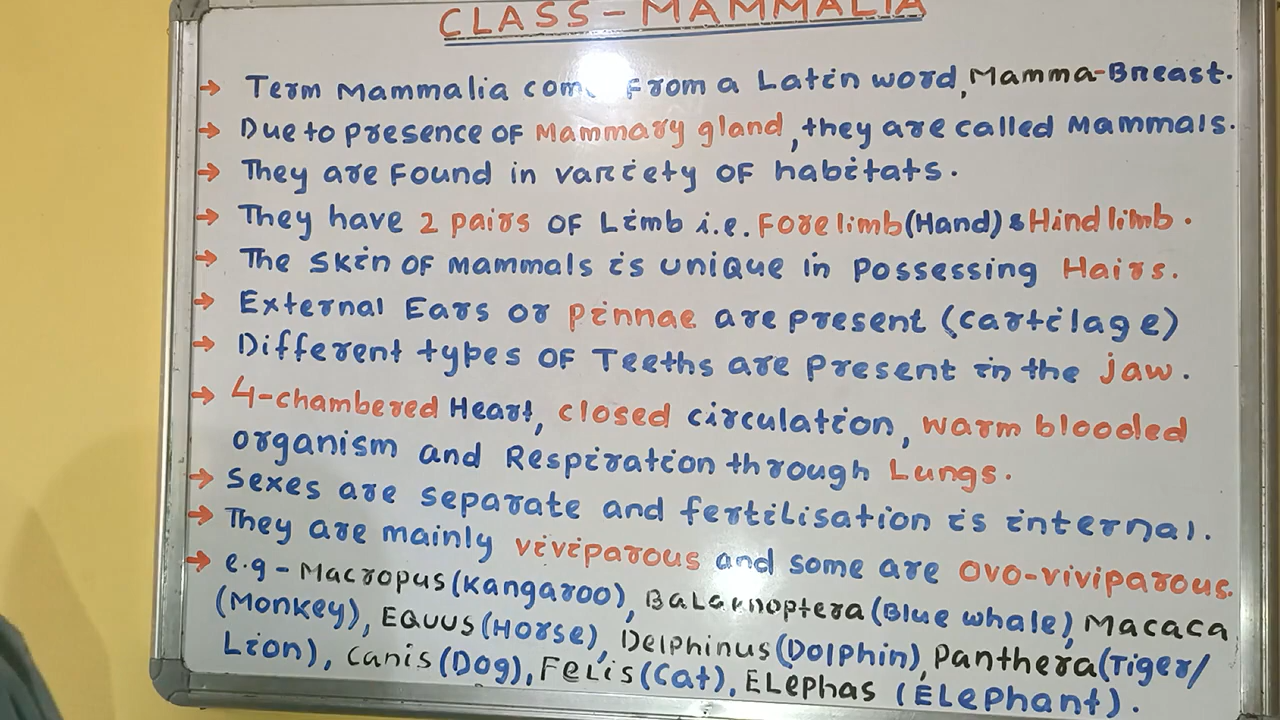 CLASS - MAMMALIA
→ Term Mammalia com From a Latin word, Mamma-Breast.
→ Due to presence of Mammary gland, they are called Mammals.
→ They are Found in variety of habitats.
→ They have 2 pairs of Limb i.e. Fore limb (Hand) & Hind limb.
→ The skin of mammals is unique in possessing Hairs.
→ External Ears or pinnae are present (cartilage)
→ Different types of Teeths are present in the jaw.
→ 4-chambered Heart, closed circulation, warm blooded
organism and Respiration through Lungs.
→ Sexes are separate and fertilisation is internal.
→ They are mainly viviparous and some are ovo-viviparous.
→ e.g - Macropus (Kangaroo), Balaenoptera (Blue whale), Macaca
(Monkey), Equus (Horse), Delphinus (Dolphin), Panthera (Tiger/
Lion), Canis (Dog), Felis (Cat), Elephas (Elephant).